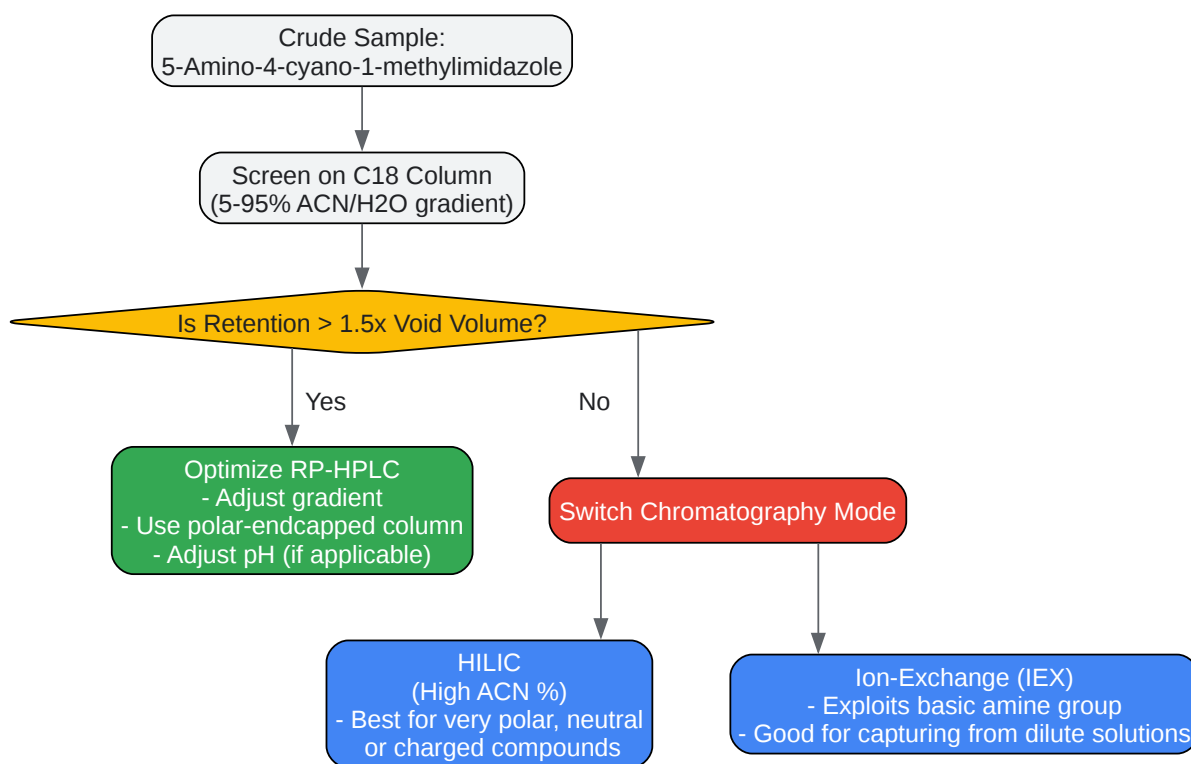 Crude Sample:
5-Amino-4-cyano-1-methylimidazole
Screen on C18 Column
(5-95% ACN/H2O gradient)
Is Retention > 1.5x Void Volume?
Yes
No
Optimize RP-HPLC
- Adjust gradient
- Use polar-endcapped column
- Adjust pH (if applicable)
Switch Chromatography Mode
HILIC
(High ACN %)
- Best for very polar, neutral
or charged compounds
Ion-Exchange (IEX)
- Exploits basic amine group
- Good for capturing from dilute solutions